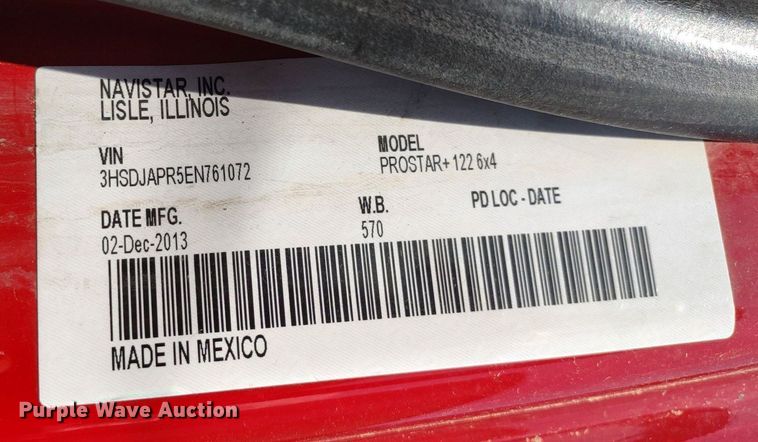 NAVISTAR, INC.
LISLE, ILLINOIS
VIN
3HSDJAPR5EN761072
MODEL
PROSTAR+ 122 6x4
DATE MFG.
02-Dec-2013
W.B.
570
PD LOC - DATE
MADE IN MEXICO
Purple Wave Auction